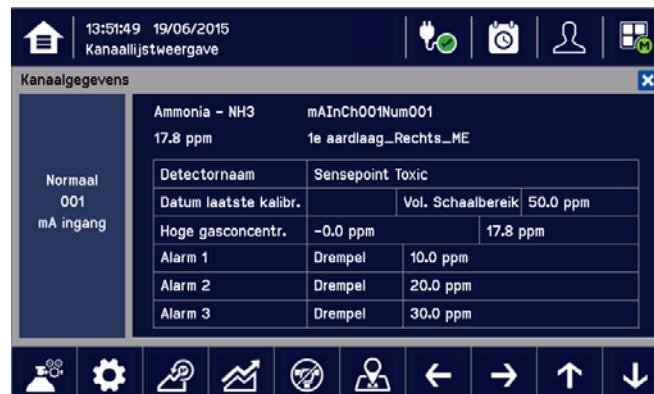 13:51:49 19/06/2015
Kanaallijstweergave
Kanaalgegevens
Normaal
001
mA ingang
Ammonia - NH3 mAInCh001Num001
17.8 ppm 1e aardlaag_Rechts_ME
Detectornaam Sensepoint Toxic
Datum laatste kalibr. Vol. Schaalbereik 50.0 ppm
Hoge gasconcentr. -0.0 ppm 17.8 ppm
Alarm 1 Drempel 10.0 ppm
Alarm 2 Drempel 20.0 ppm
Alarm 3 Drempel 30.0 ppm
M